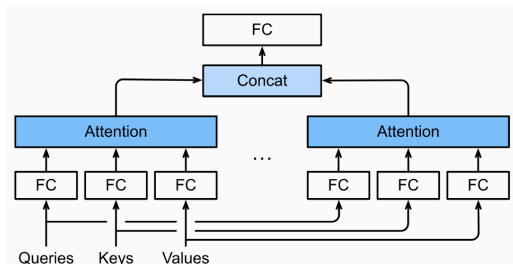 FC
Concat
Attention
Attention
...
FC
FC
FC
FC
FC
FC
Queries
Keys
Values